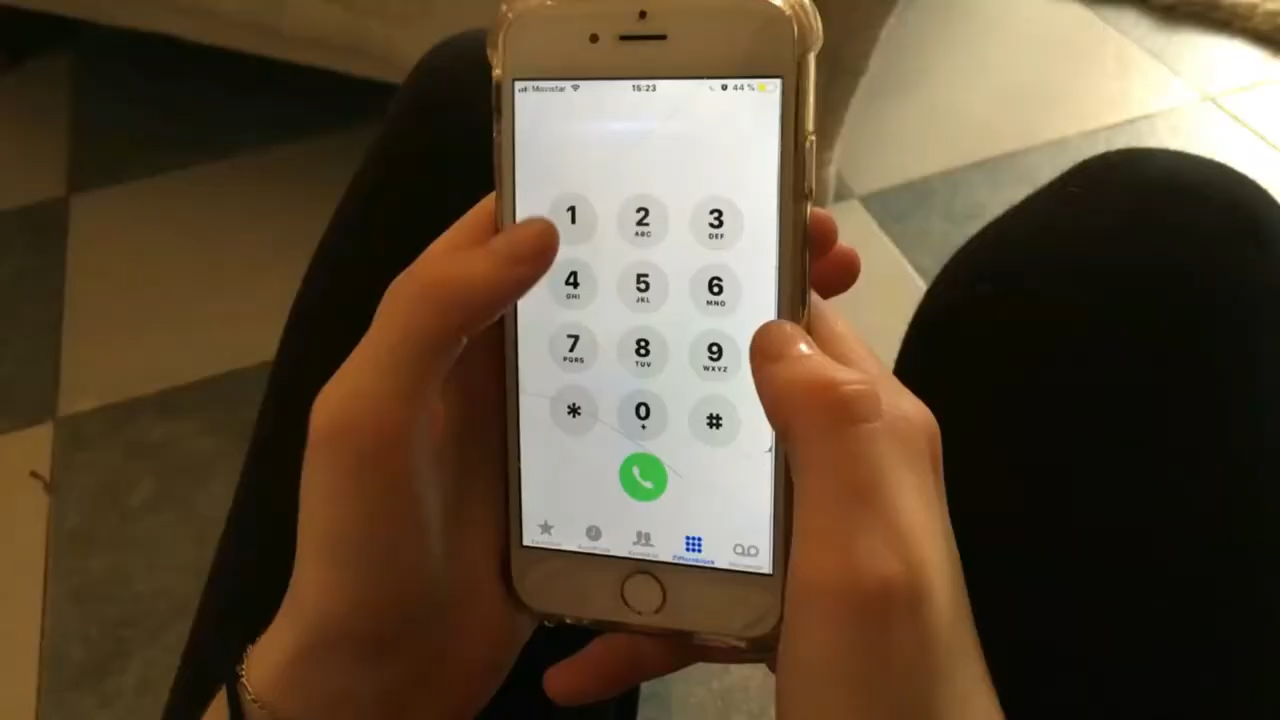 Movistar 15:23 44 %
1 2 3
ABC DEF
4 5 6
GHI JKL MNO
7 8 9
PQRS TUV WXYZ
* 0 #
+
Ziffernblock